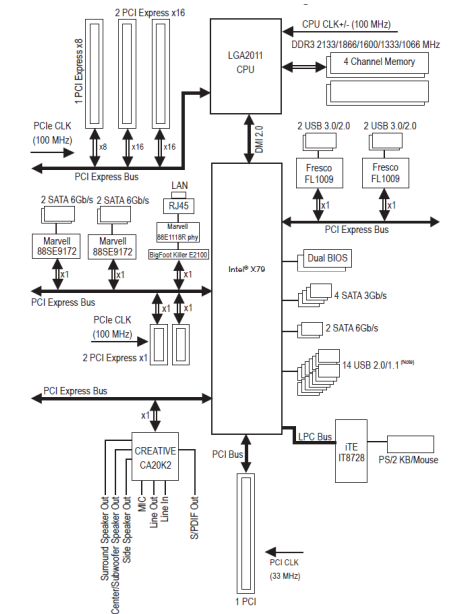 2 PCI Express x16
1 PCI Express x8
CPU CLK+/- (100 MHz)
LGA2011
CPU
DDR3 2133/1866/1600/1333/1066 MHz
4 Channel Memory
PCIe CLK
(100 MHz)
x8
x16
x16
DMI 2.0
PCI Express Bus
2 USB 3.0/2.0
2 USB 3.0/2.0
Fresco
FL1009
Fresco
FL1009
x1
x1
PCI Express Bus
LAN
RJ45
2 SATA 6Gb/s
2 SATA 6Gb/s
Marvell
88E1118R phy
Marvell
88SE9172
Marvell
88SE9172
BigFoot Killer E2100
x1
x1
x1
PCI Express Bus
Intel® X79
Dual BIOS
4 SATA 3Gb/s
2 SATA 6Gb/s
14 USB 2.0/1.1 (Note)
x1
x1
PCIe CLK
(100 MHz)
2 PCI Express x1
PCI Express Bus
x1
CREATIVE
CA20K2
Surround Speaker Out
Center/Subwoofer Speaker Out
Side Speaker Out
MIC
Line Out
Line In
S/PDIF Out
PCI Bus
LPC Bus
iTE
IT8728
PS/2 KB/Mouse
PCI CLK
(33 MHz)
1 PCI